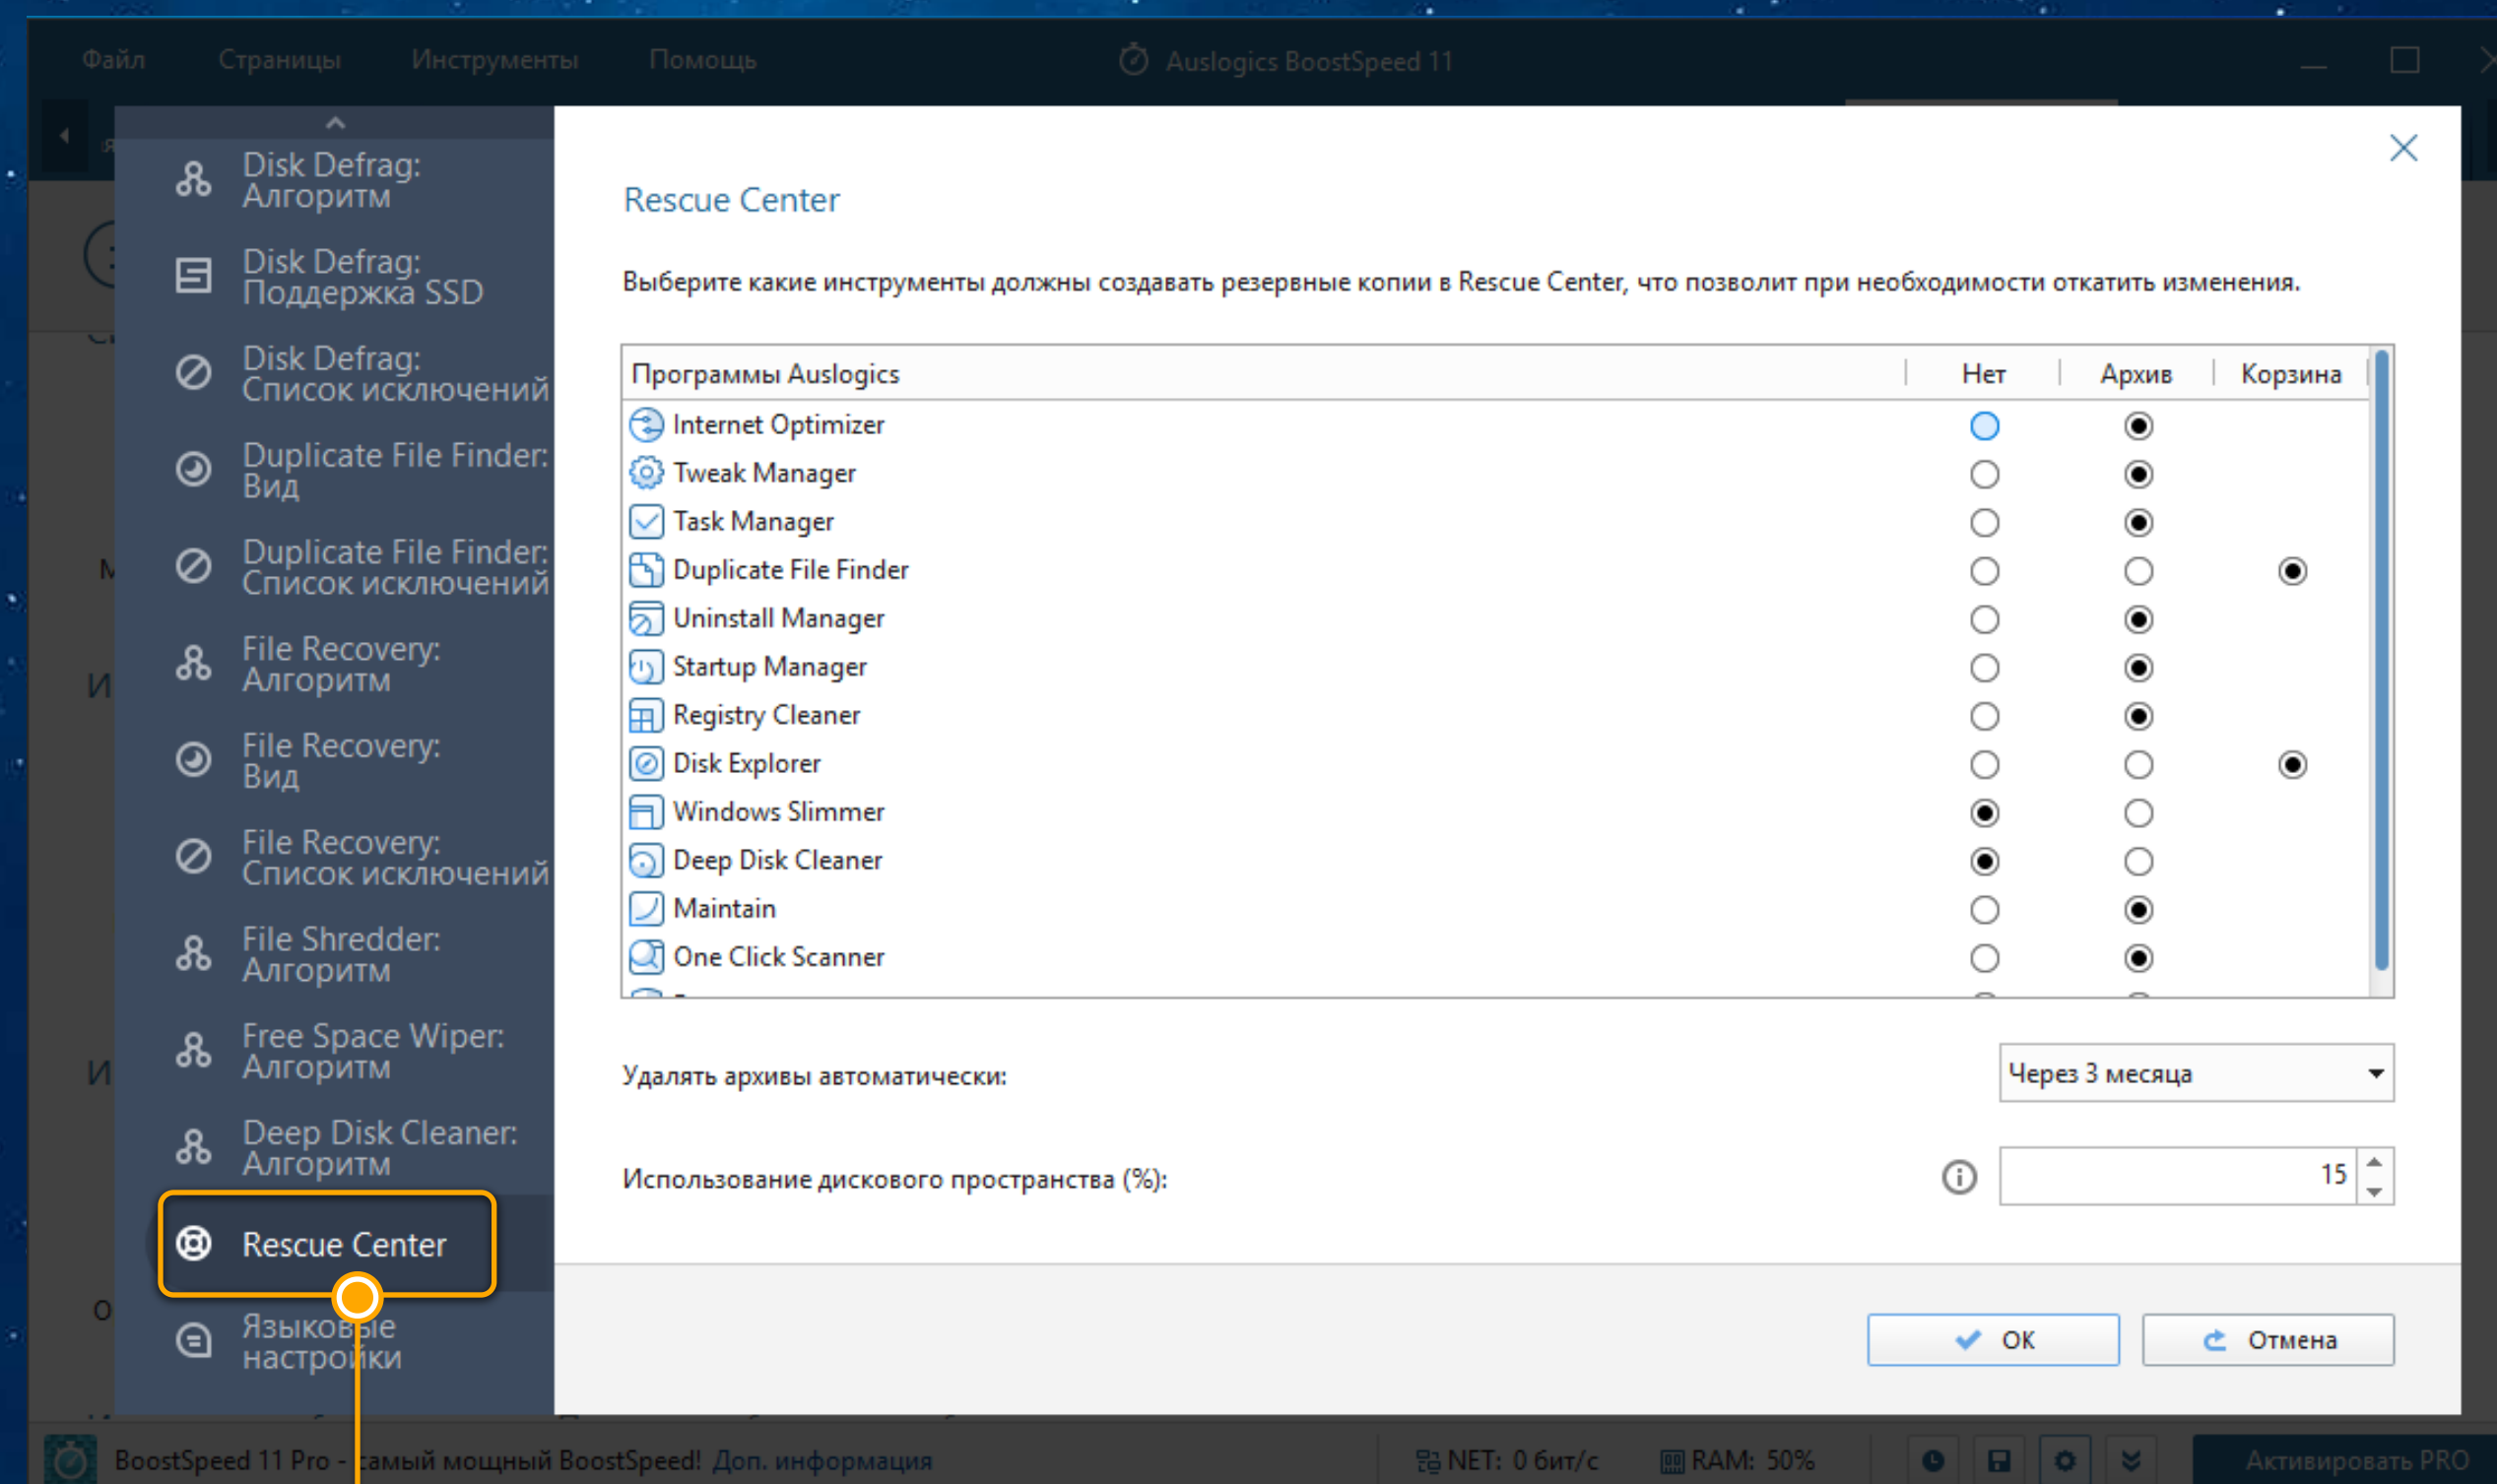 Файл Страницы Инструменты Помощь Auslogics BoostSpeed 11
Disk Defrag:
Алгоритм
Disk Defrag:
Поддержка SSD
Disk Defrag:
Список исключений
Duplicate File Finder:
Вид
Duplicate File Finder:
Список исключений
File Recovery:
Алгоритм
File Recovery:
Вид
File Recovery:
Список исключений
File Shredder:
Алгоритм
Free Space Wiper:
Алгоритм
Deep Disk Cleaner:
Алгоритм
Rescue Center
Языковые
настройки
Rescue Center
Выберите какие инструменты должны создавать резервные копии в Rescue Center, что позволит при необходимости откатить изменения.
Программы Auslogics Нет Архив Корзина
Internet Optimizer
Tweak Manager
Task Manager
Duplicate File Finder
Uninstall Manager
Startup Manager
Registry Cleaner
Disk Explorer
Windows Slimmer
Deep Disk Cleaner
Maintain
One Click Scanner
Удалять архивы автоматически: Через 3 месяца
Использование дискового пространства (%): 15
OK Отмена
BoostSpeed 11 Pro - самый мощный BoostSpeed! Доп. информация NET: 0 бит/с RAM: 50% Активировать PRO